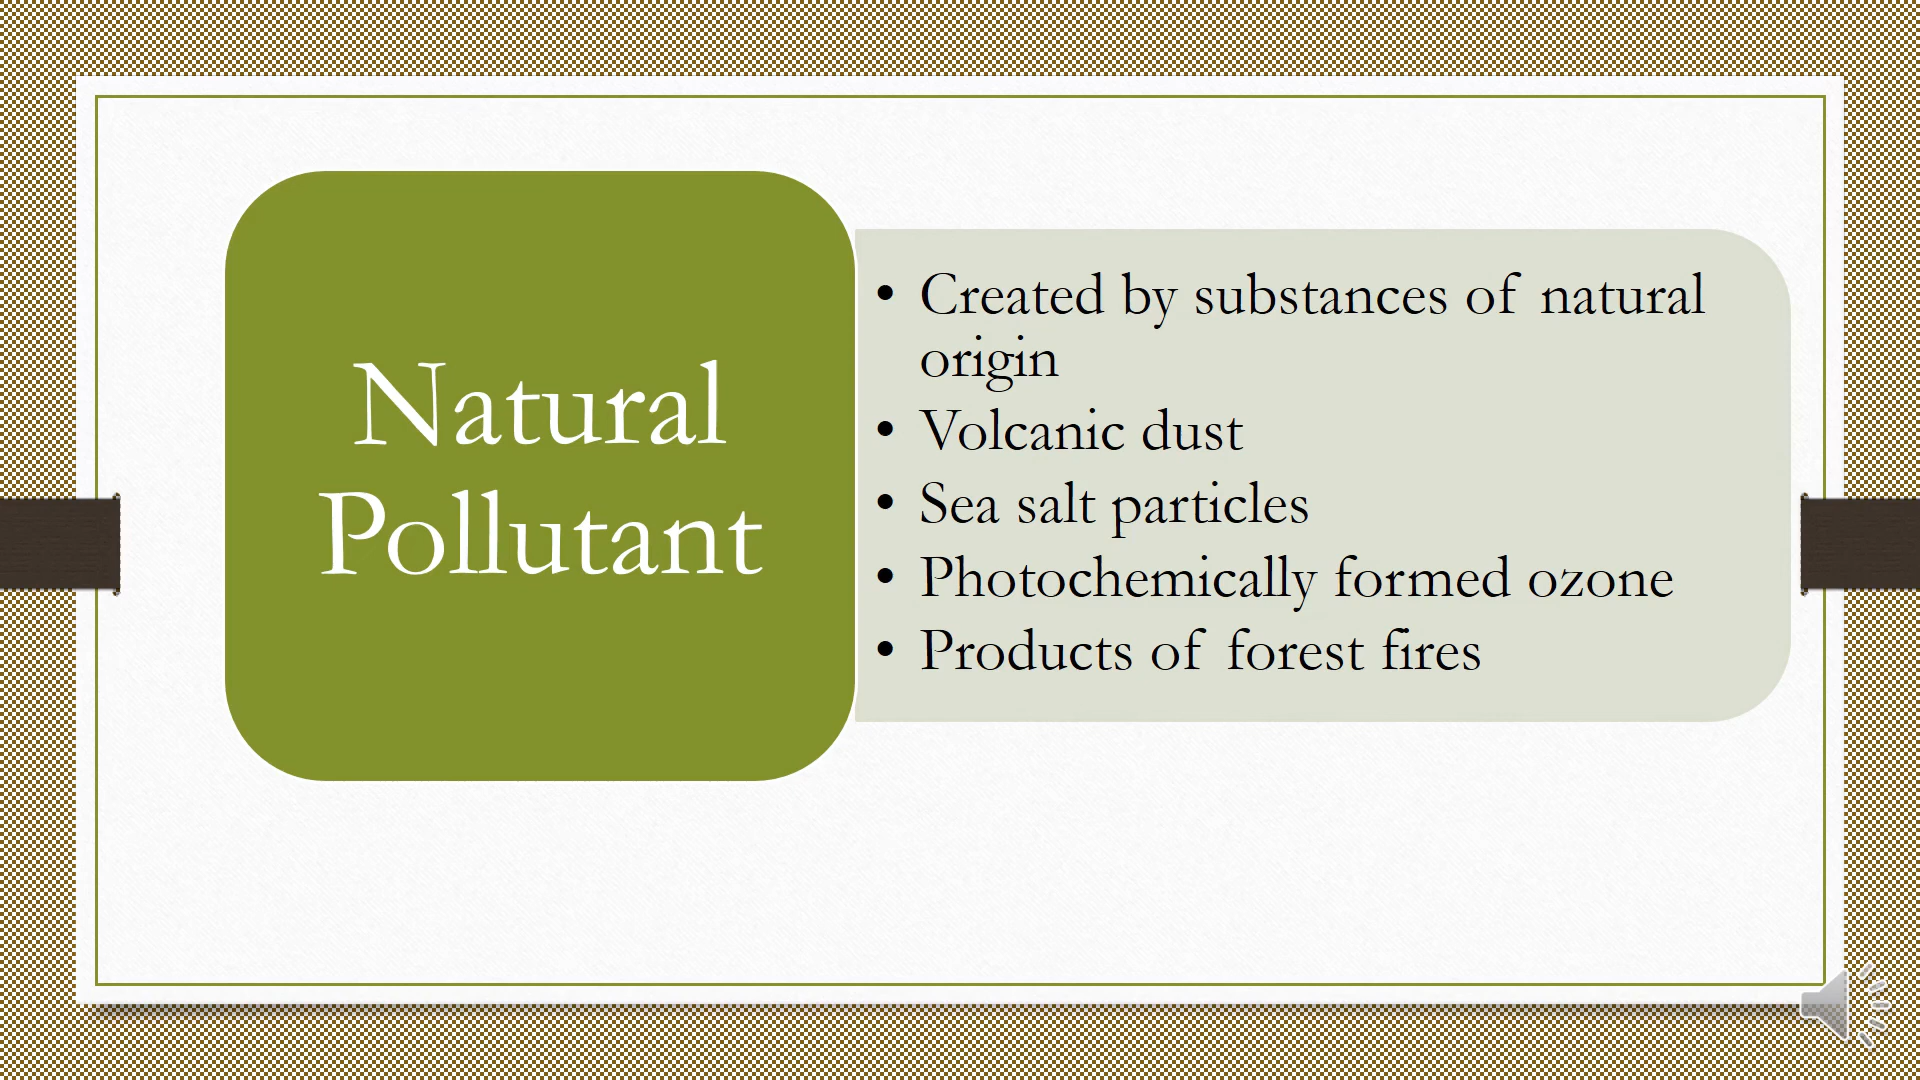 Natural
Pollutant
• Created by substances of natural
origin
• Volcanic dust
• Sea salt particles
• Photochemically formed ozone
• Products of forest fires